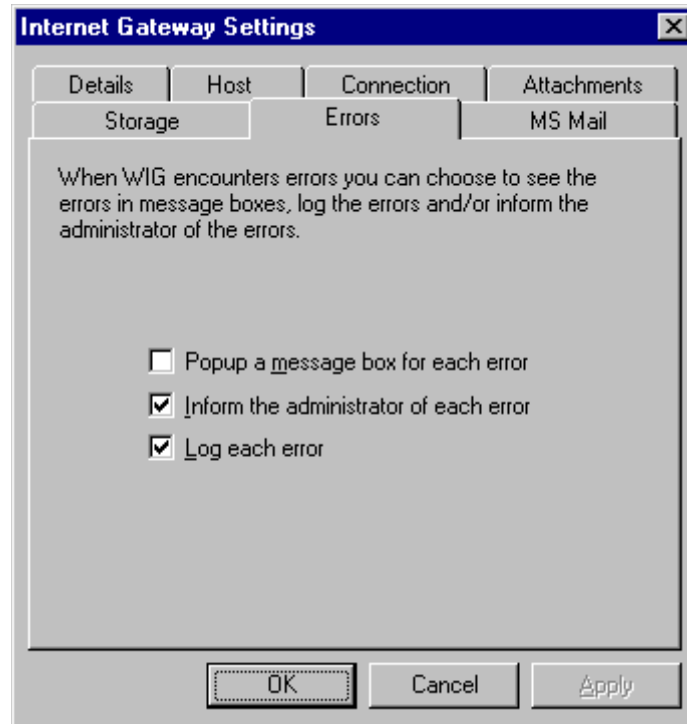 Internet Gateway Settings
Details Host Connection Attachments
Storage Errors MS Mail
When WIG encounters errors you can choose to see the
errors in message boxes, log the errors and/or inform the
administrator of the errors.
Popup a message box for each error
Inform the administrator of each error
Log each error
OK Cancel Apply